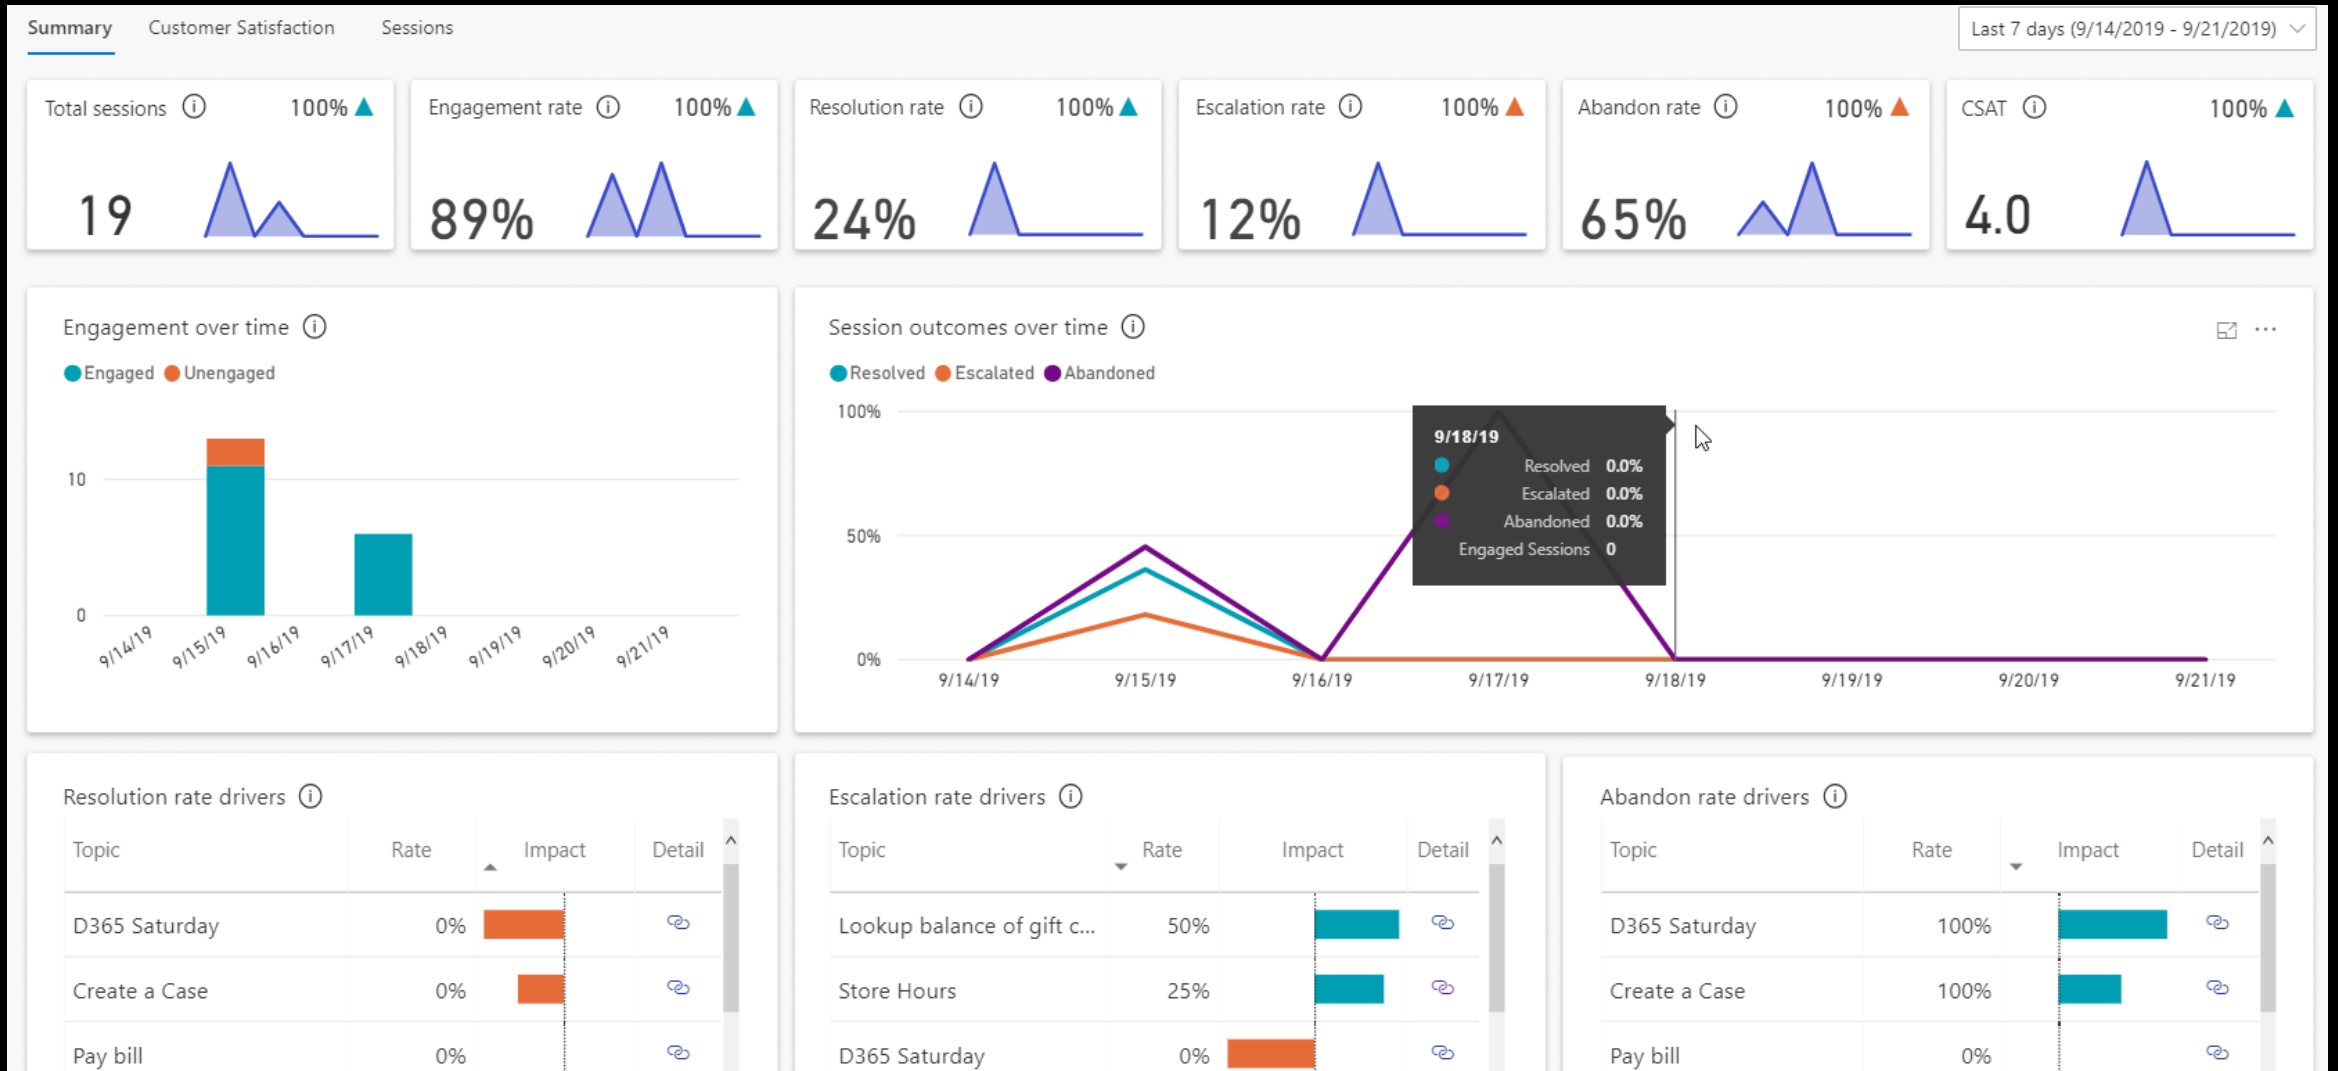 Summary Customer Satisfaction Sessions
Last 7 days (9/14/2019 - 9/21/2019)
Total sessions 100%
19
Engagement rate 100%
89%
Resolution rate 100%
24%
Escalation rate 100%
12%
Abandon rate 100%
65%
CSAT 100%
4.0
Engagement over time
Engaged Unengaged
10
0
9/14/19 9/15/19 9/16/19 9/17/19 9/18/19 9/19/19 9/20/19 9/21/19
Session outcomes over time
Resolved Escalated Abandoned
100%
50%
0%
9/18/19
Resolved 0.0%
Escalated 0.0%
Abandoned 0.0%
Engaged Sessions 0
9/14/19 9/15/19 9/16/19 9/17/19 9/18/19 9/19/19 9/20/19 9/21/19
Resolution rate drivers
Topic Rate Impact Detail
D365 Saturday 0%
Create a Case 0%
Pay bill 0%
Escalation rate drivers
Topic Rate Impact Detail
Lookup balance of gift c... 50%
Store Hours 25%
D365 Saturday 0%
Abandon rate drivers
Topic Rate Impact Detail
D365 Saturday 100%
Create a Case 100%
Pay bill 0%